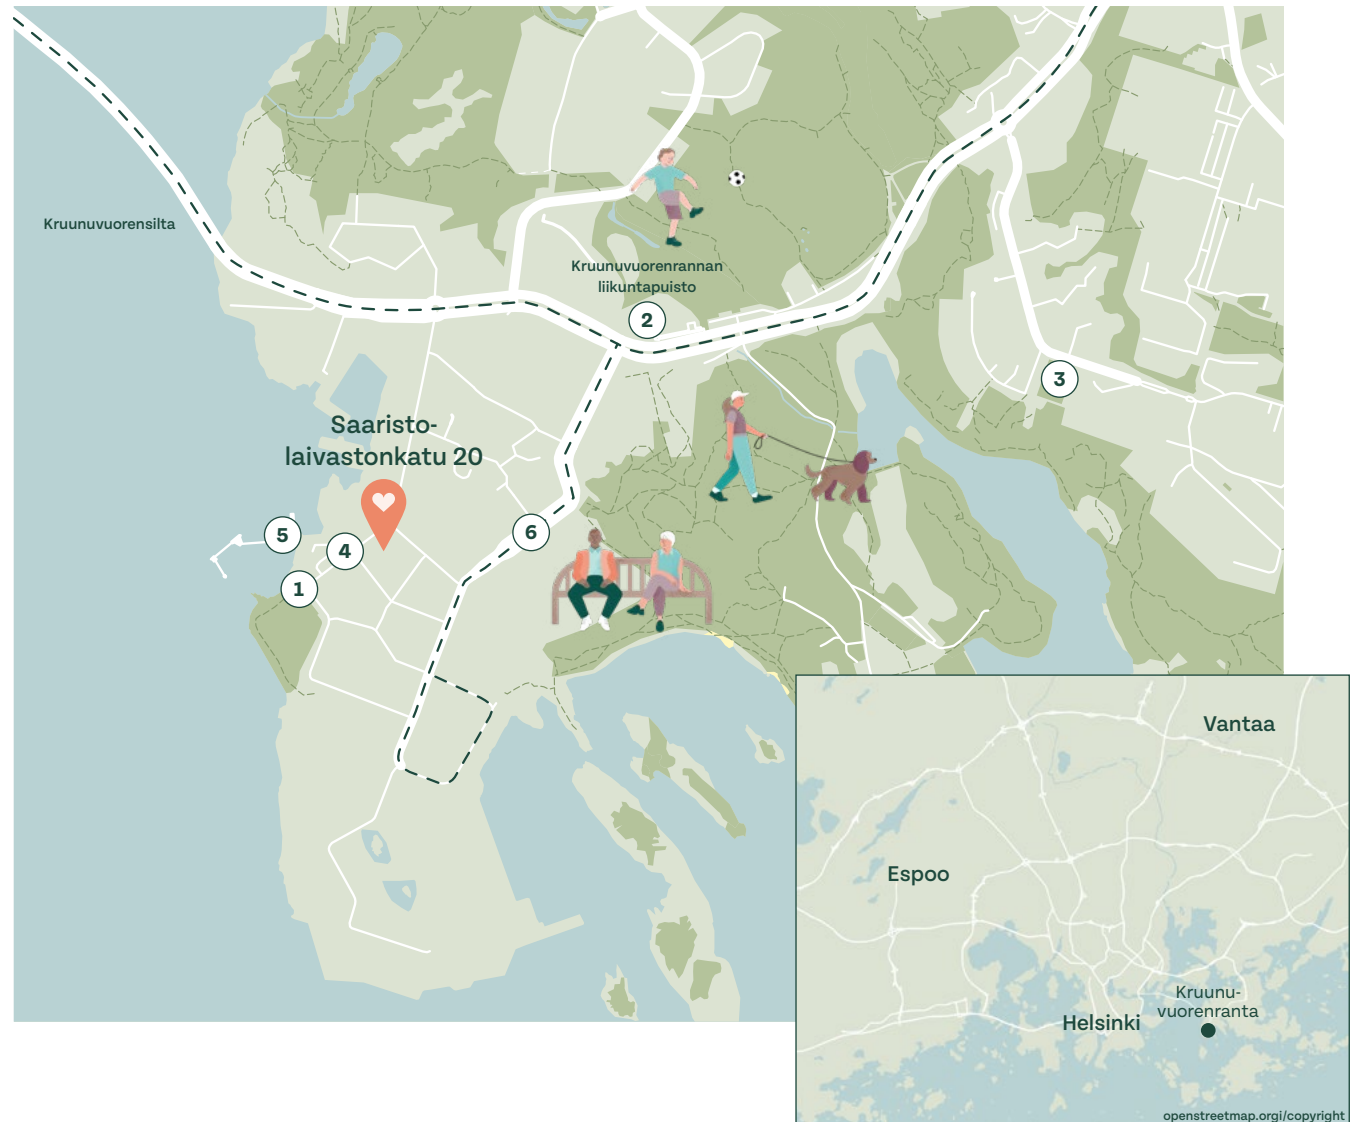 Kruunuvuorensilta
Kruunuvuorenrannan
liikuntapuisto
2
3
Saaristo-
laivastonkatu 20
5
4
6
1
Vantaa
Espoo
Kruunu-
vuorenranta
Helsinki
openstreetmap.orgi/copyright